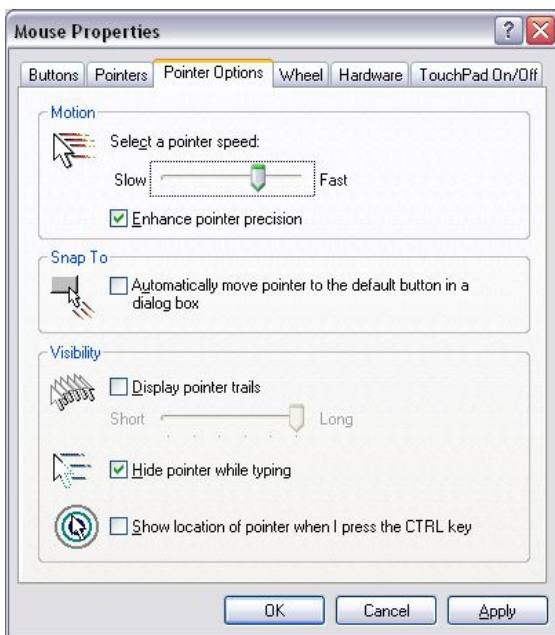 Mouse Properties
Buttons Pointers Pointer Options Wheel Hardware TouchPad On/Off
Motion
Select a pointer speed:
Slow Fast
Enhance pointer precision
Snap To
Automatically move pointer to the default button in a
dialog box
Visibility
Display pointer trails
Short Long
Hide pointer while typing
Show location of pointer when I press the CTRL key
OK Cancel Apply